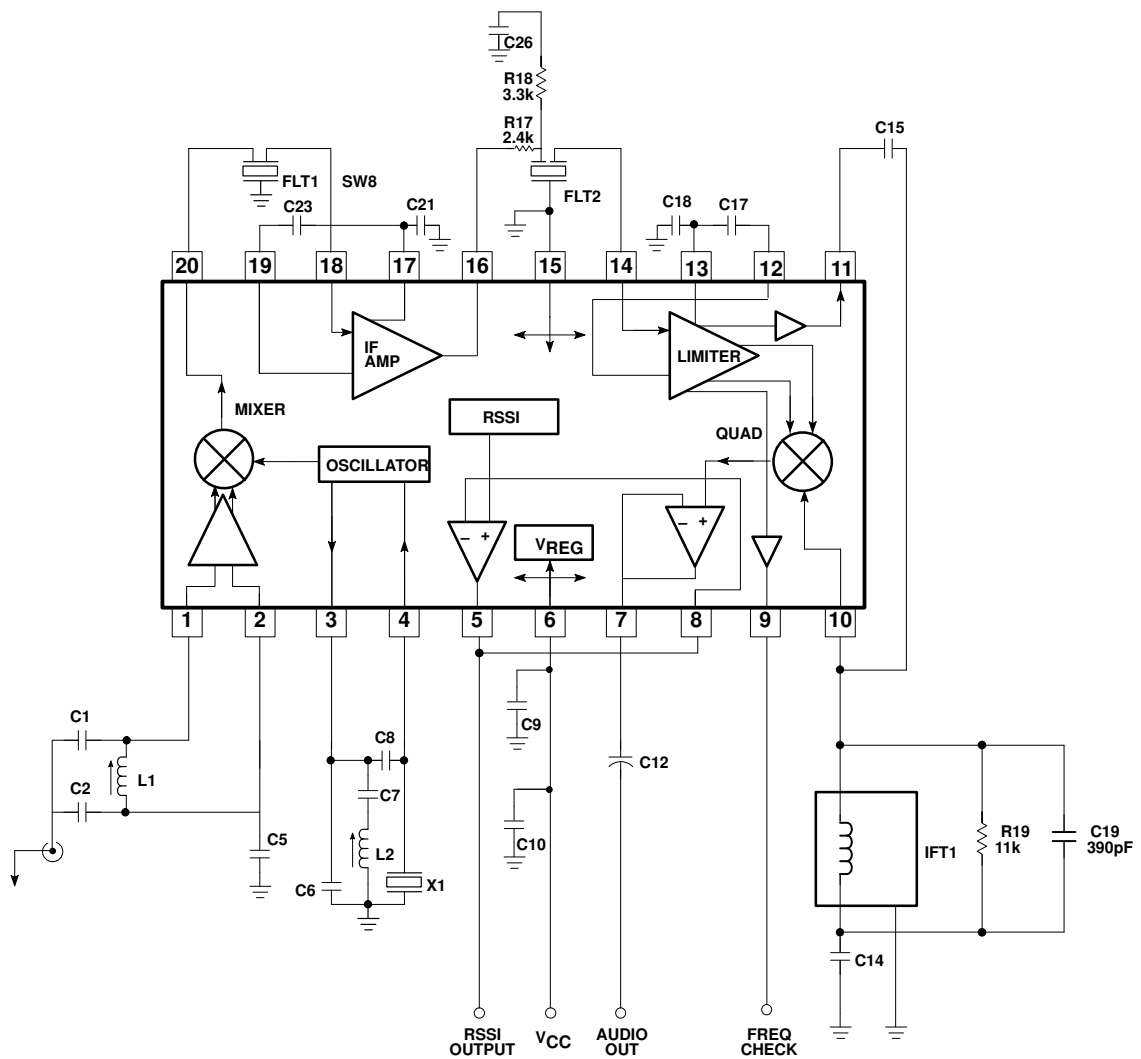 C26
R18
3.3k
R17
2.4k
C15
FLT1
SW8
FLT2
C23
C21
C18
C17
20
19
18
17
16
15
14
13
12
11
IF
AMP
LIMITER
MIXER
RSSI
QUAD
OSCILLATOR
– +
VREG
– +
1
2
3
4
5
6
7
8
9
10
C1
C2
L1
C5
C8
C7
L2
C6
X1
C9
C10
C12
IFT1
R19
11k
C19
390pF
C14
RSSI
OUTPUT
VCC
AUDIO
OUT
FREQ
CHECK